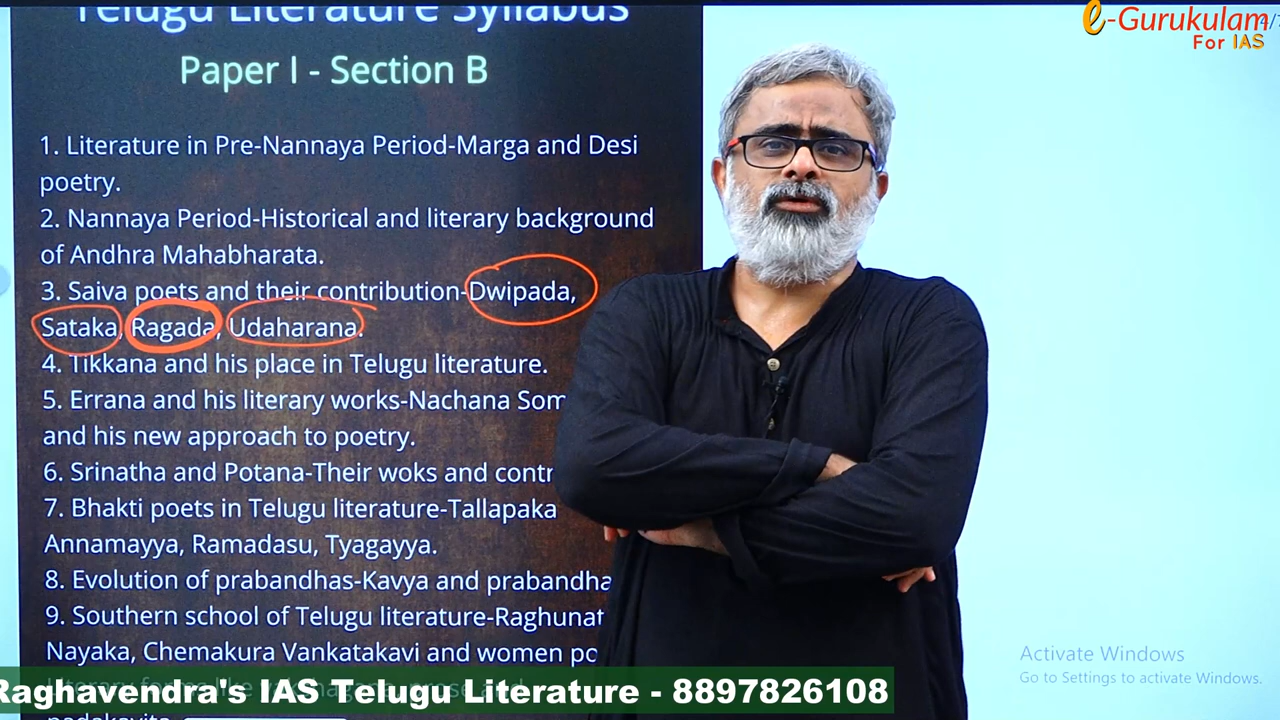 Telugu Literature Syllabus
Paper I - Section B
1. Literature in Pre-Nannaya Period-Marga and Desi
poetry.
2. Nannaya Period-Historical and literary background
of Andhra Mahabharata.
3. Saiva poets and their contribution-Dwipada,
Sataka, Ragada, Udaharana.
4. Tikkana and his place in Telugu literature.
5. Errana and his literary works-Nachana Som
and his new approach to poetry.
6. Srinatha and Potana-Their woks and contr
7. Bhakti poets in Telugu literature-Tallapaka
Annamayya, Ramadasu, Tyagayya.
8. Evolution of prabandhas-Kavya and prabandha
9. Southern school of Telugu literature-Raghunat
Nayaka, Chemakura Vankatakavi and women po
e-Gurukulam
For IAS
Activate Windows
Go to Settings to activate Windows.
Raghavendra's IAS Telugu Literature - 8897826108